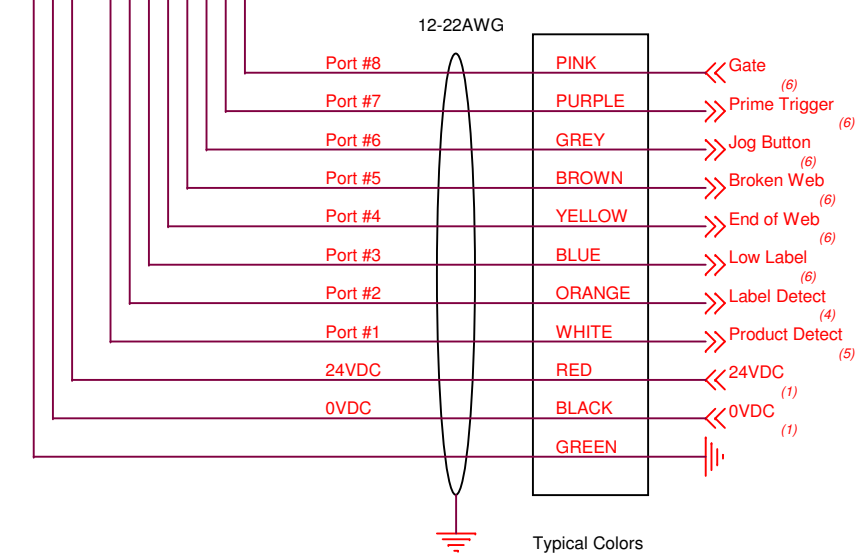 12-22AWG
Port #8 PINK Gate
(6)
Port #7 PURPLE Prime Trigger
(6)
Port #6 GREY Jog Button
(6)
Port #5 BROWN Broken Web
(6)
Port #4 YELLOW End of Web
(6)
Port #3 BLUE Low Label
(6)
Port #2 ORANGE Label Detect
(4)
Port #1 WHITE Product Detect
(5)
24VDC RED 24VDC
(1)
0VDC BLACK 0VDC
(1)
GREEN
Typical Colors